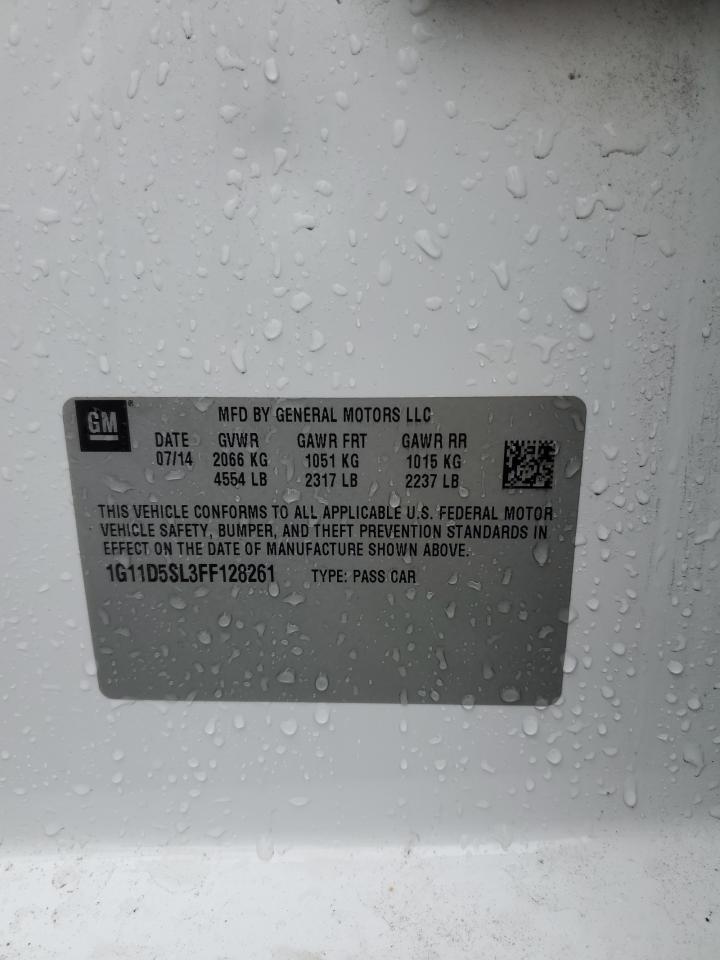 GM
MFD BY GENERAL MOTORS LLC
DATE GVWR GAWR FRT GAWR RR
07/14 2066 KG 1051 KG 1015 KG
4554 LB 2317 LB 2237 LB
THIS VEHICLE CONFORMS TO ALL APPLICABLE U.S. FEDERAL MOTOR
VEHICLE SAFETY, BUMPER, AND THEFT PREVENTION STANDARDS IN
EFFECT ON THE DATE OF MANUFACTURE SHOWN ABOVE.
1G11D5SL3FF128261 TYPE: PASS CAR